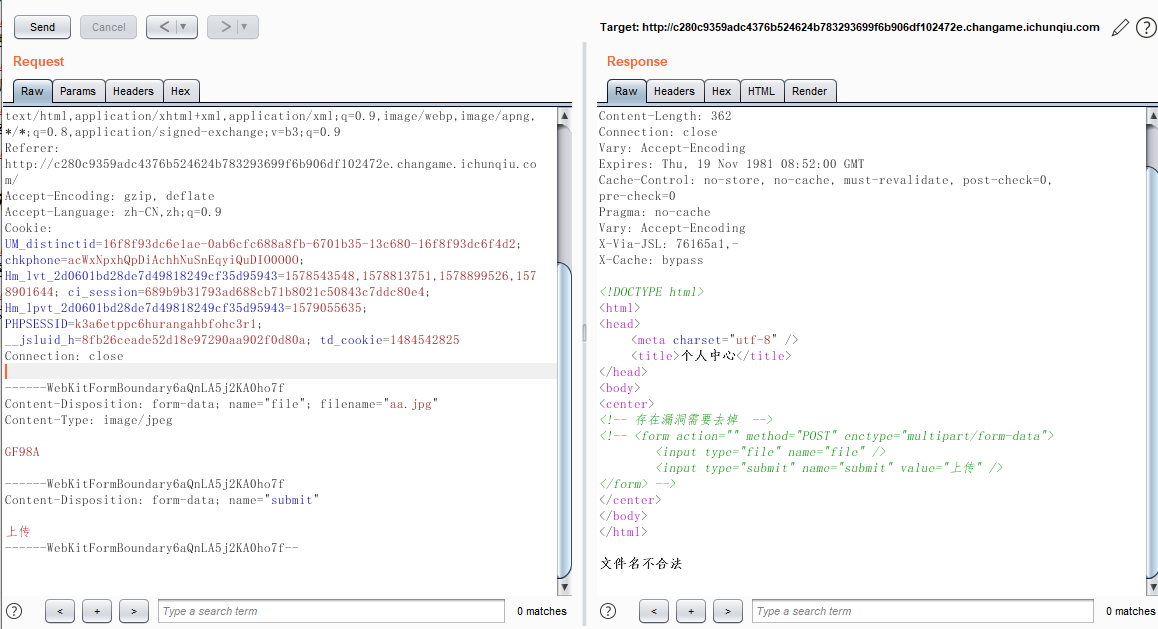 Send Cancel < > Target: http://c280c9359adc4376b524624b783293699f6b906df102472e.changame.ichunqiu.com ?
Request
Raw Params Headers Hex
text/html,application/xhtml+xml,application/xml;q=0.9,image/webp,image/apng,
*/*;q=0.8,application/signed-exchange;v=b3;q=0.9
Referer:
http://c280c9359adc4376b524624b783293699f6b906df102472e.changame.ichunqiu.co
m/
Accept-Encoding: gzip, deflate
Accept-Language: zh-CN,zh;q=0.9
Cookie:
UM_distinctid=16f8f93dc6e1ae-0ab6cfc688a8fb-6701b35-13c680-16f8f93dc6f4d2;
chkphone=acWxNpxhQpDiAchhNuSnEqyiQuDIO0O0O;
Hm_lvt_2d0601bd28de7d49818249cf35d95943=1578543548,1578813751,1578899526,157
8901644; ci_session=689b9b31793ad688cb71b8021c50843c7ddc80e4;
Hm_lpvt_2d0601bd28de7d49818249cf35d95943=1579055635;
PHPSESSID=k3a6etppc6hurangahbfohc3r1;
__jsluid_h=8fb26ceade52d18e97290aa902f0d80a; td_cookie=1484542825
Connection: close
------WebKitFormBoundary6aQnLA5j2KA0ho7f
Content-Disposition: form-data; name="file"; filename="aa.jpg"
Content-Type: image/jpeg
GF98A
------WebKitFormBoundary6aQnLA5j2KA0ho7f
Content-Disposition: form-data; name="submit"
上传
------WebKitFormBoundary6aQnLA5j2KA0ho7f--
? < + > Type a search term 0 matches
Response
Raw Headers Hex HTML Render
Content-Length: 362
Connection: close
Vary: Accept-Encoding
Expires: Thu, 19 Nov 1981 08:52:00 GMT
Cache-Control: no-store, no-cache, must-revalidate, post-check=0,
pre-check=0
Pragma: no-cache
Vary: Accept-Encoding
X-Via-JSL: 76165a1,-
X-Cache: bypass
<!DOCTYPE html>
<html>
<head>
<meta charset="utf-8" />
<title>个人中心</title>
</head>
<body>
<center>
<!-- 存在漏洞需要去掉  -->
<!-- <form action="" method="POST" enctype="multipart/form-data">
<input type="file" name="file" />
<input type="submit" name="submit" value="上传" />
</form> -->
</center>
</body>
</html>
文件名不合法
? < + > Type a search term 0 matches